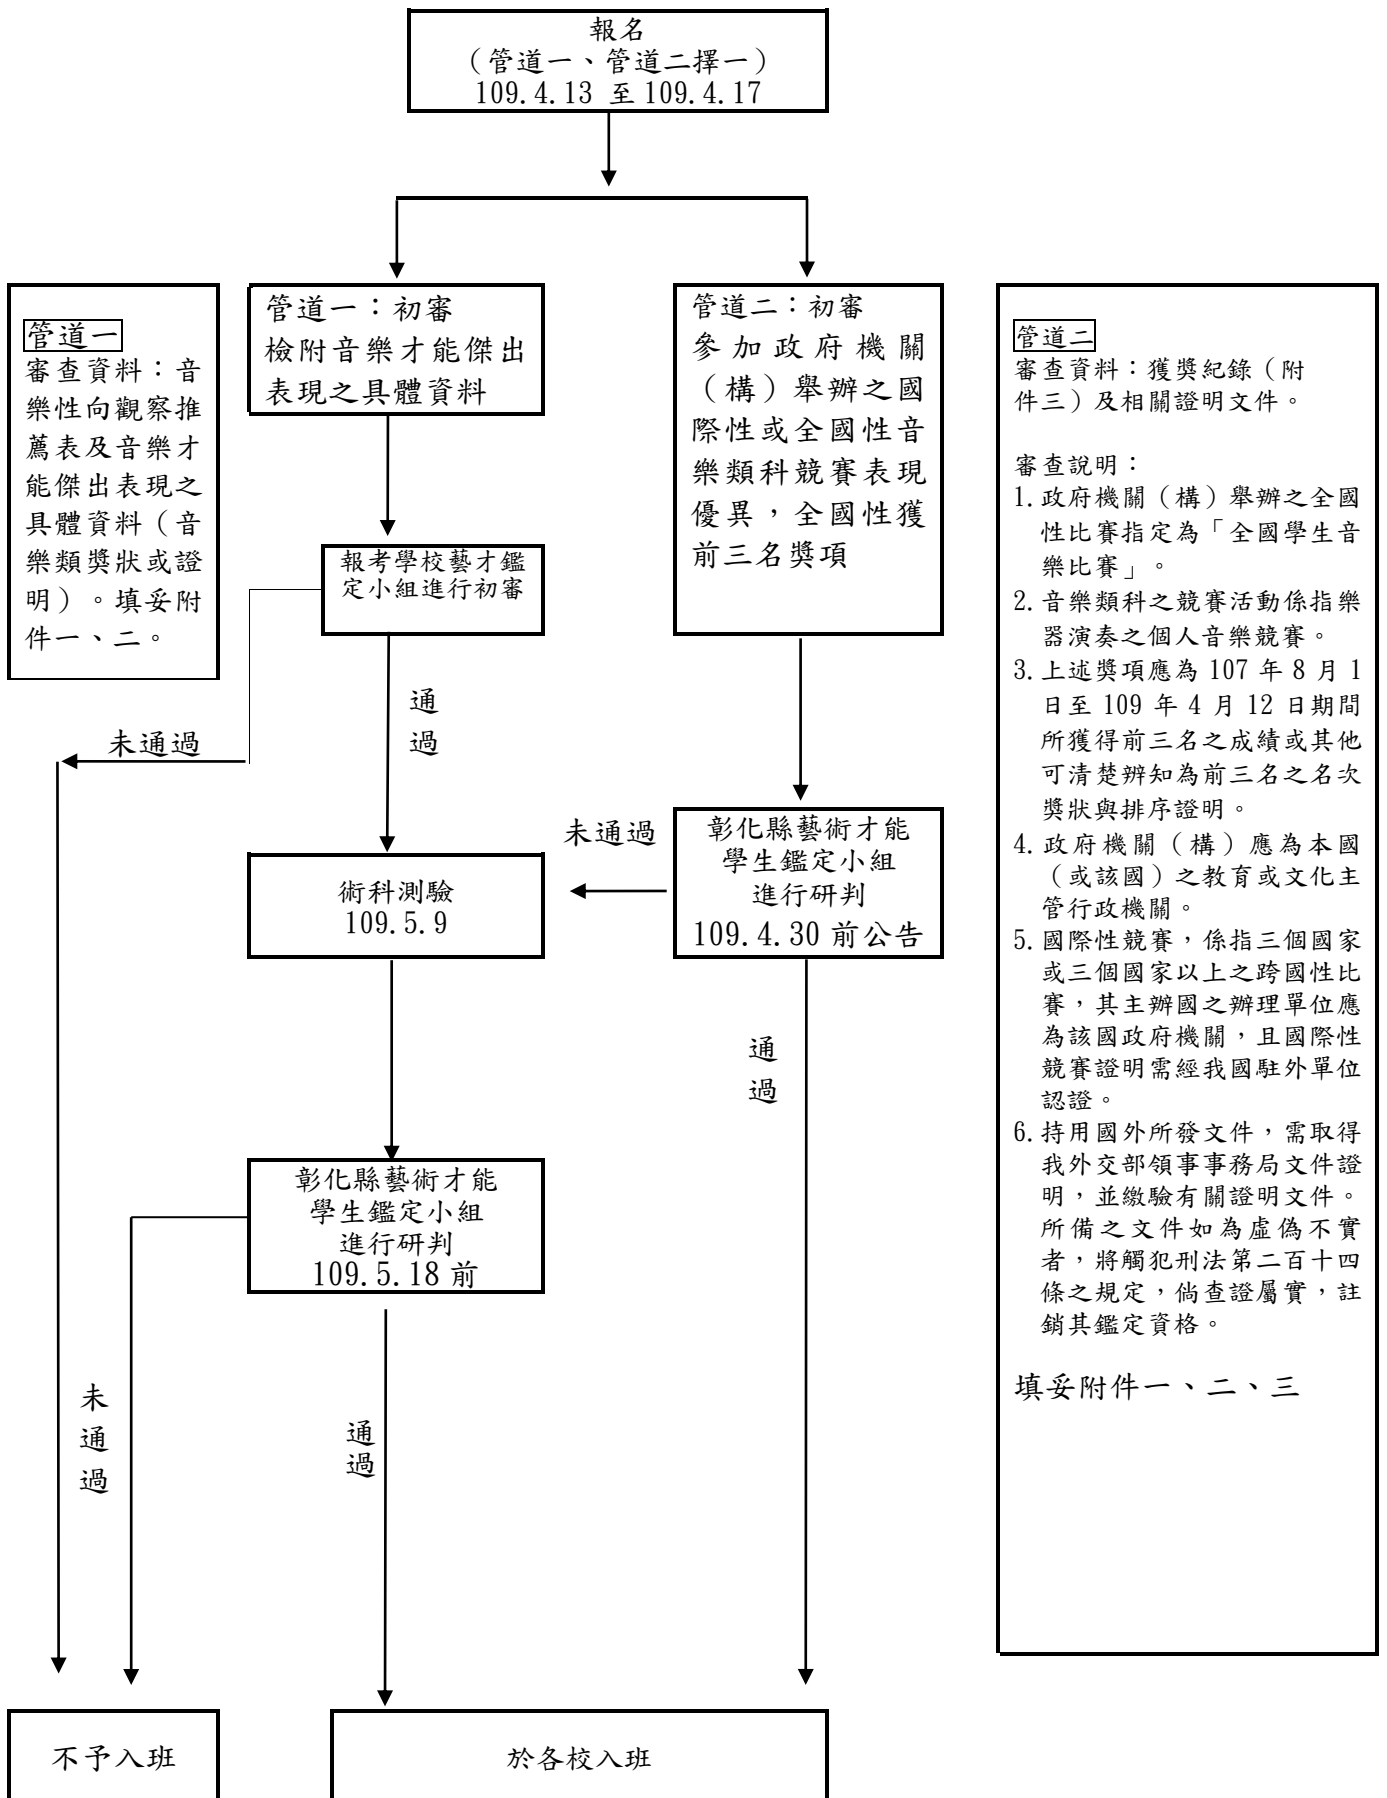 報名
（管道一、管道二擇一）
109.4.13 至 109.4.17
管道一
審查資料：音
樂性向觀察推
薦表及音樂才
能傑出表現之
具體資料（音
樂類獎狀或證
明）。填妥附
件一、二。
管道一：初審
檢附音樂才能傑出
表現之具體資料
管道二：初審
參加政府機關
（構）舉辦之國
際性或全國性音
樂類科競賽表現
優異，全國性獲
前三名獎項
管道二
審查資料：獲獎紀錄（附
件三）及相關證明文件。
審查說明：
1.政府機關（構）舉辦之全國
性比賽指定為「全國學生音
樂比賽」。
2.音樂類科之競賽活動係指樂
器演奏之個人音樂競賽。
3.上述獎項應為 107 年 8 月 1
日至 109 年 4 月 12 日期間
所獲得前三名之成績或其他
可清楚辨知為前三名之名次
獎狀與排序證明。
4.政府機關（構）應為本國
（或該國）之教育或文化主
管行政機關。
5.國際性競賽，係指三個國家
或三個國家以上之跨國性比
賽，其主辦國之辦理單位應
為該國政府機關，且國際性
競賽證明需經我國駐外單位
認證。
6.持用國外所發文件，需取得
我外交部領事事務局文件證
明，並繳驗有關證明文件。
所備之文件如為虛偽不實
者，將觸犯刑法第二百十四
條之規定，倘查證屬實，註
銷其鑑定資格。
填妥附件一、二、三
報考學校藝才鑑
定小組進行初審
通
過
未通過
術科測驗
109.5.9
未通過
彰化縣藝術才能
學生鑑定小組
進行研判
109.4.30 前公告
通
過
彰化縣藝術才能
學生鑑定小組
進行研判
109.5.18 前
未
通
過
通
過
不予入班
於各校入班